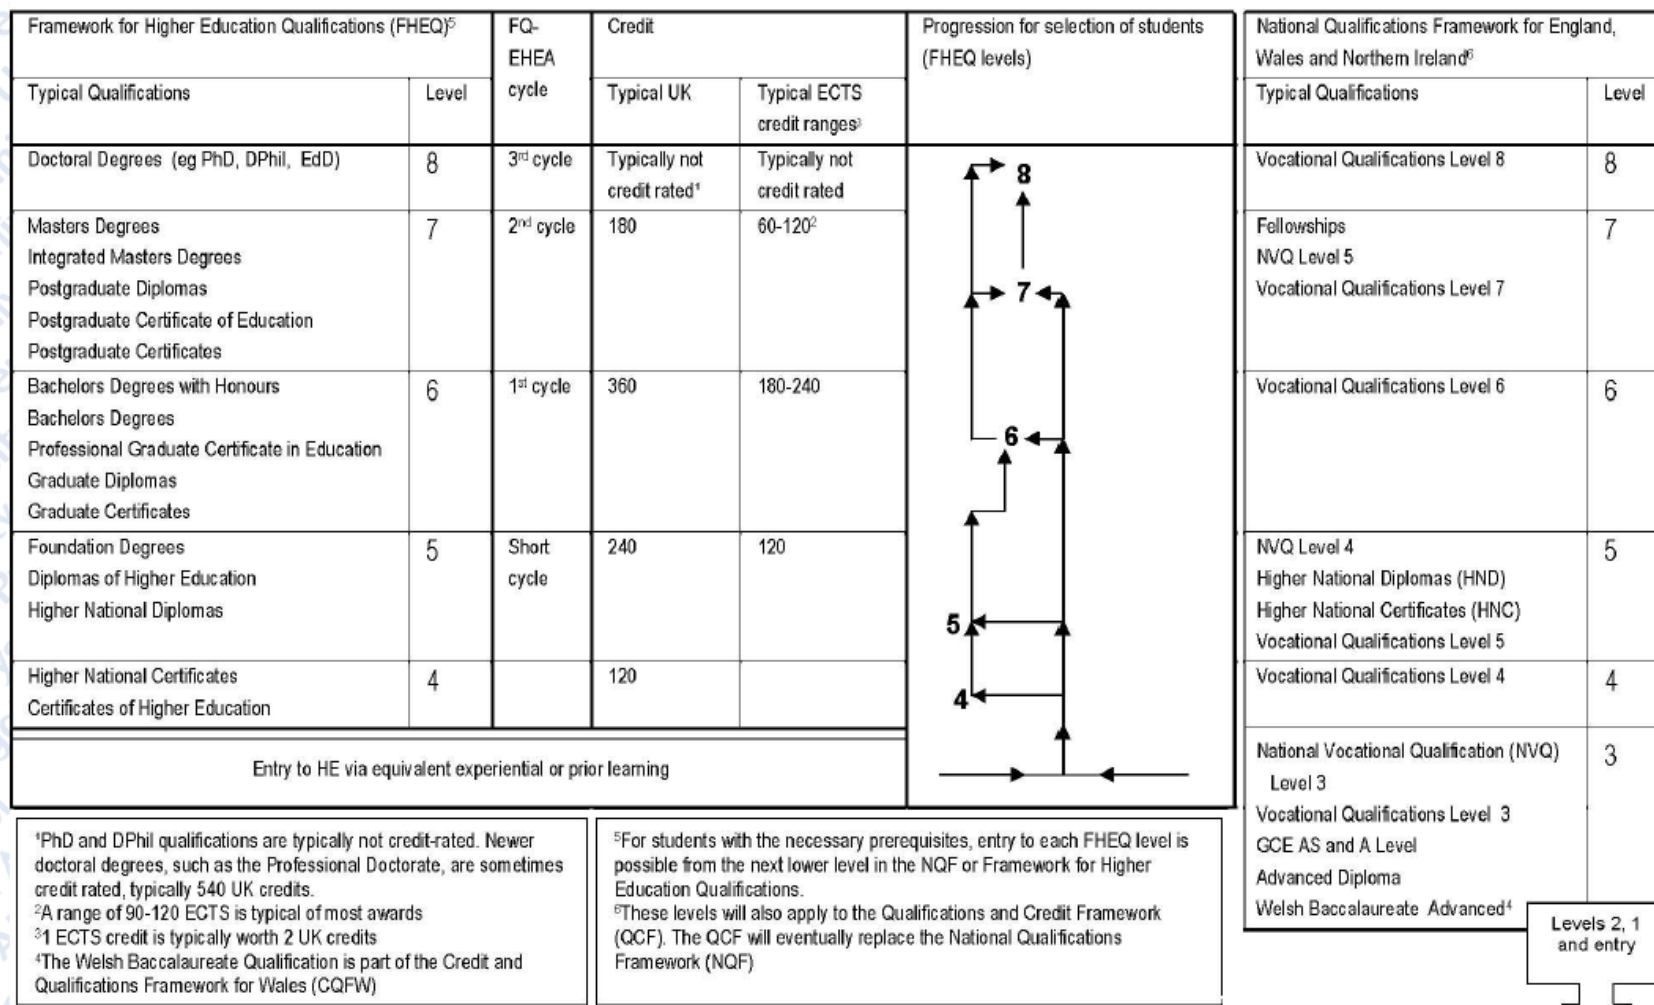 Framework for Higher Education Qualifications (FHEQ)⁵
FQ-
EHEA
cycle
Credit
Progression for selection of students
(FHEQ levels)
National Qualifications Framework for England,
Wales and Northern Ireland⁶
Typical Qualifications
Level
Typical UK
Typical ECTS
credit ranges³
Typical Qualifications
Level
Doctoral Degrees (eg PhD, DPhil, EdD)
8
3rd cycle
Typically not
credit rated¹
Typically not
credit rated
8
Vocational Qualifications Level 8
8
Masters Degrees
Integrated Masters Degrees
Postgraduate Diplomas
Postgraduate Certificate of Education
Postgraduate Certificates
7
2nd cycle
180
60-120²
7
Fellowships
NVQ Level 5
Vocational Qualifications Level 7
7
Bachelors Degrees with Honours
Bachelors Degrees
Professional Graduate Certificate in Education
Graduate Diplomas
Graduate Certificates
6
1st cycle
360
180-240
6
Vocational Qualifications Level 6
6
Foundation Degrees
Diplomas of Higher Education
Higher National Diplomas
5
Short
cycle
240
120
5
NVQ Level 4
Higher National Diplomas (HND)
Higher National Certificates (HNC)
Vocational Qualifications Level 5
5
Higher National Certificates
Certificates of Higher Education
4
120
4
Vocational Qualifications Level 4
4
Entry to HE via equivalent experiential or prior learning
National Vocational Qualification (NVQ)
Level 3
Vocational Qualifications Level 3
GCE AS and A Level
Advanced Diploma
Welsh Baccalaureate Advanced⁴
3
Levels 2, 1
and entry
¹PhD and DPhil qualifications are typically not credit-rated. Newer
doctoral degrees, such as the Professional Doctorate, are sometimes
credit rated, typically 540 UK credits.
²A range of 90-120 ECTS is typical of most awards
³1 ECTS credit is typically worth 2 UK credits
⁴The Welsh Baccalaureate Qualification is part of the Credit and
Qualifications Framework for Wales (CQFW)
⁵For students with the necessary prerequisites, entry to each FHEQ level is
possible from the next lower level in the NQF or Framework for Higher
Education Qualifications.
⁶These levels will also apply to the Qualifications and Credit Framework
(QCF). The QCF will eventually replace the National Qualifications
Framework (NQF)